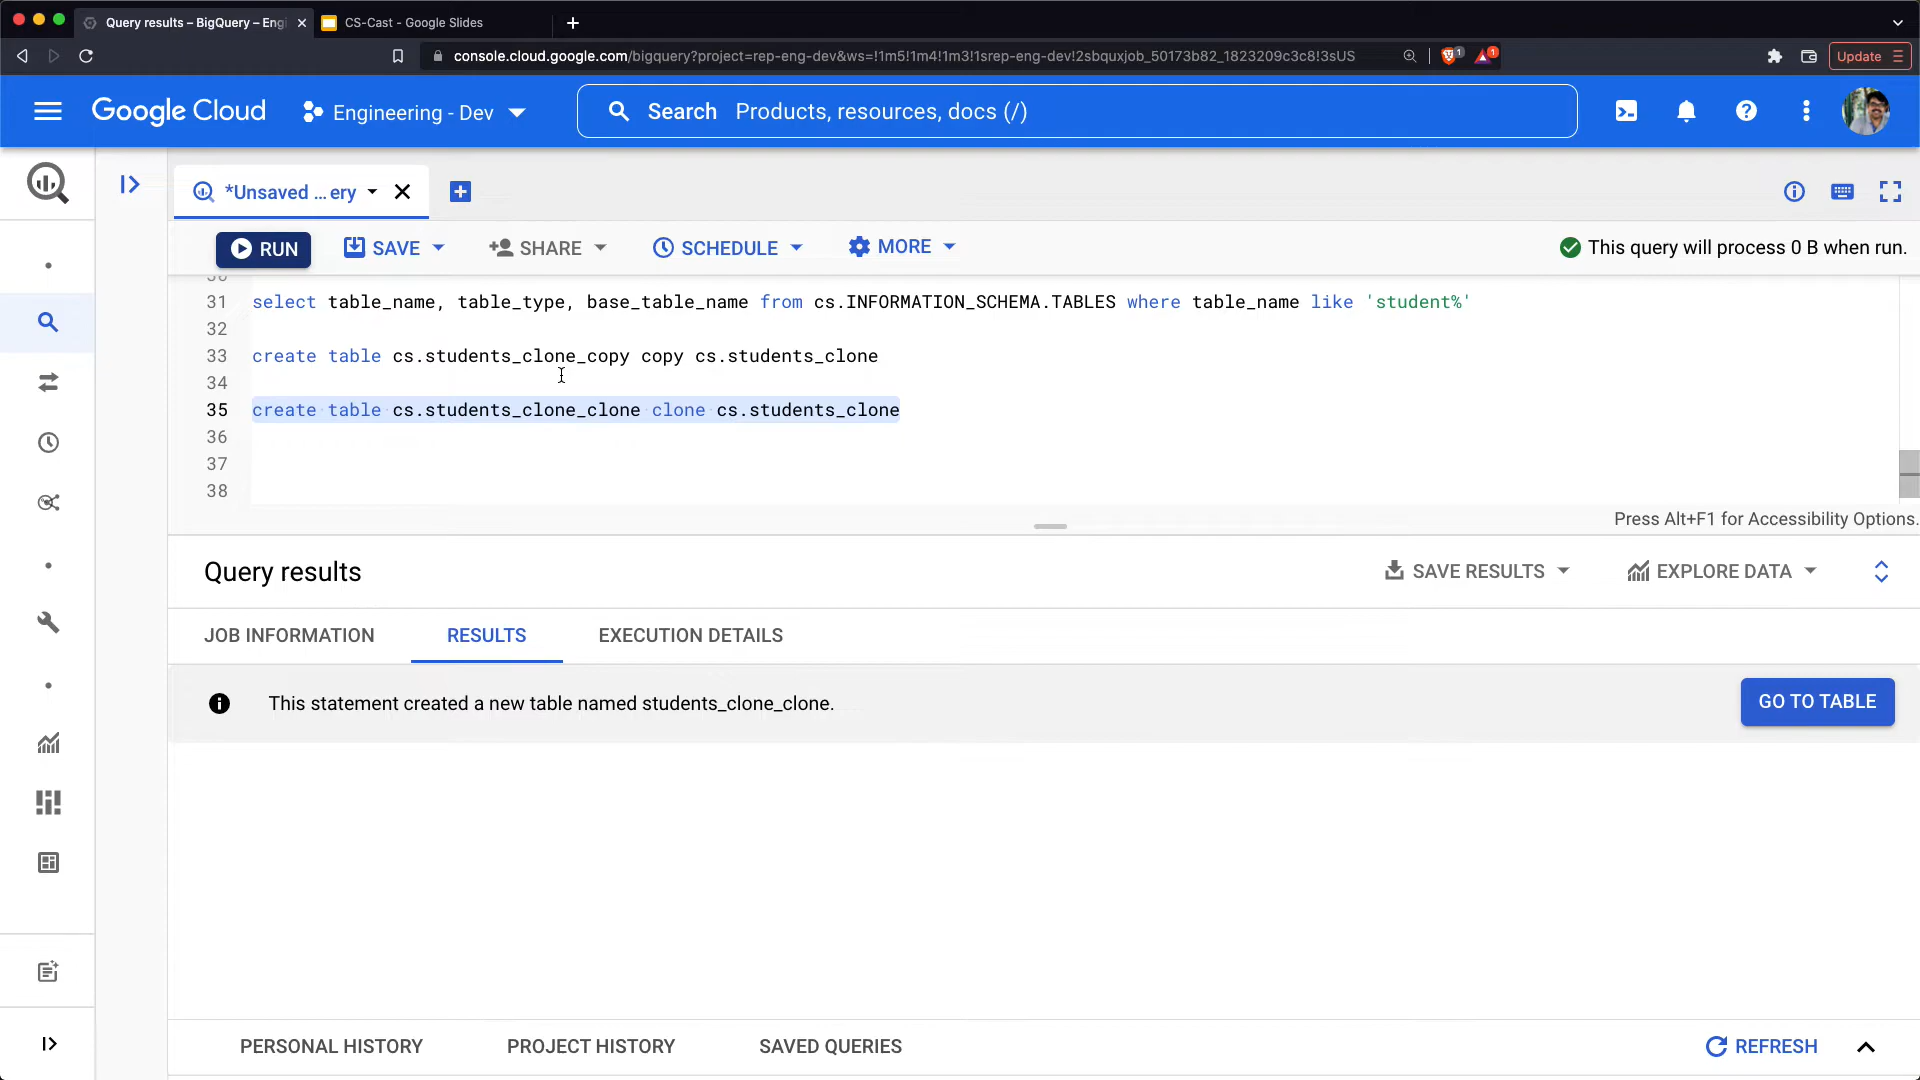 Query results – BigQuery – Engi
CS-Cast - Google Slides
console.cloud.google.com/bigquery?project=rep-eng-dev&ws=!1m5!1m4!1m3!1srep-eng-dev!2sbquxjob_50173b82_1823209c3c8!3sUS
1
1
Update
Google Cloud
Engineering - Dev
Search Products, resources, docs (/)
*Unsaved … ery
RUN
SAVE
SHARE
SCHEDULE
MORE
This query will process 0 B when run.
30
31 select table_name, table_type, base_table_name from cs.INFORMATION_SCHEMA.TABLES where table_name like 'student%'
32
33 create table cs.students_clone_copy copy cs.students_clone
34
35 create table cs.students_clone_clone clone cs.students_clone
36
37
38
Press Alt+F1 for Accessibility Options.
Query results
SAVE RESULTS
EXPLORE DATA
JOB INFORMATION
RESULTS
EXECUTION DETAILS
This statement created a new table named students_clone_clone.
GO TO TABLE
PERSONAL HISTORY
PROJECT HISTORY
SAVED QUERIES
REFRESH